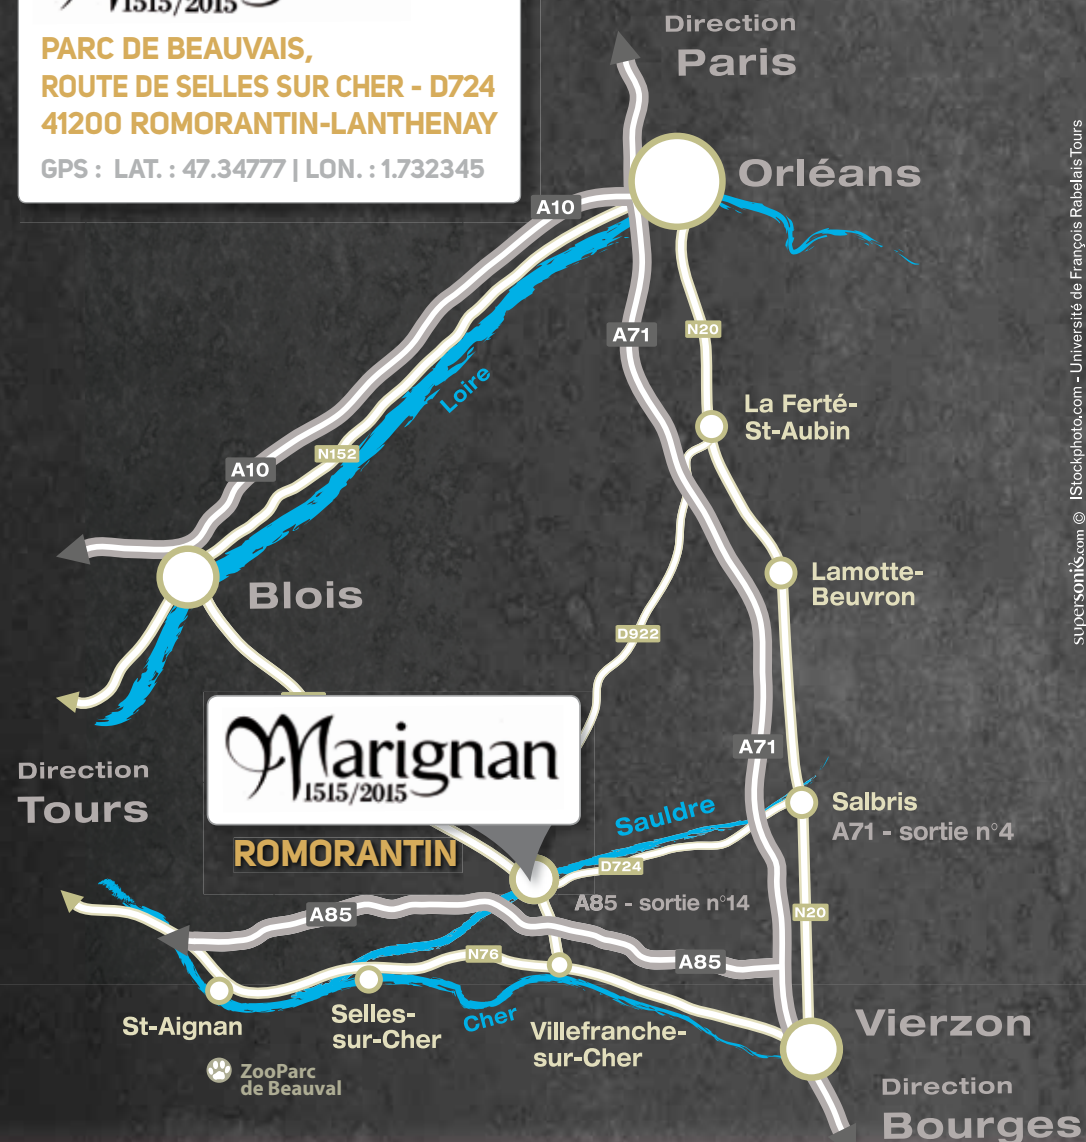 1515/2015
PARC DE BEAUVAIS,
ROUTE DE SELLES SUR CHER - D724
41200 ROMORANTIN-LANTHENAY
GPS : LAT. : 47.34777 | LON. : 1.732345
Direction
Paris
Orléans
A10
A71
N20
Loire
La Ferté-
St-Aubin
N152
A10
Lamotte-
Beuvron
Blois
D922
Marignan
1515/2015
A71
Direction
Tours
Salbris
A71 - sortie n°4
Sauldre
ROMORANTIN
D724
A85 - sortie n°14
A85
N20
N76
A85
St-Aignan
Selles-
sur-Cher
Cher
Villefranche-
sur-Cher
Vierzon
ZooParc
de Beauval
Direction
Bourges
supersoniks.com © IStockphoto.com - Université de François Rabelais Tours